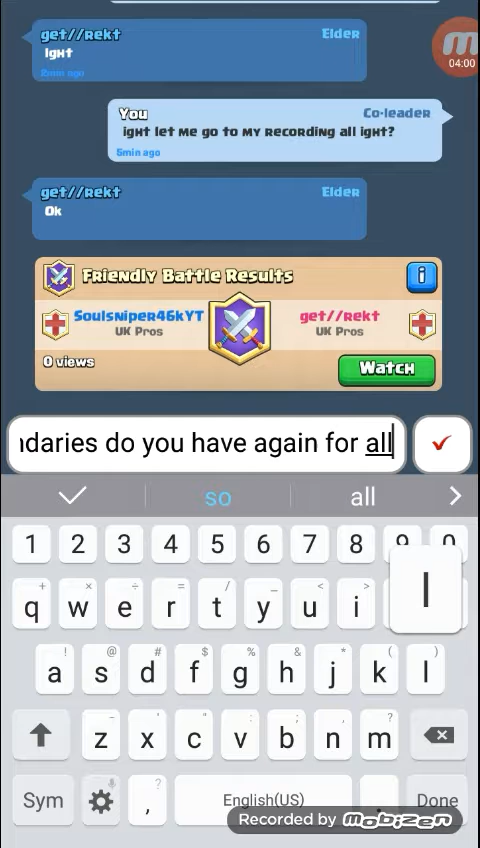 get//Rekt Elder
Ight
2min ago
04:00
You Co-leader
ight let me go to my recording all ight?
5min ago
get//Rekt Elder
Ok
Friendly Battle Results
i
Soulsniper46kYT get//Rekt
UK Pros UK Pros
0 views
Watch
ndaries do you have again for all
so all
1 2 3 4 5 6 7 8 9 0
q w e r t y u i l
a s d f g h j k l
z x c v b n m
Sym , English(US) . Done
Recorded by mobizen